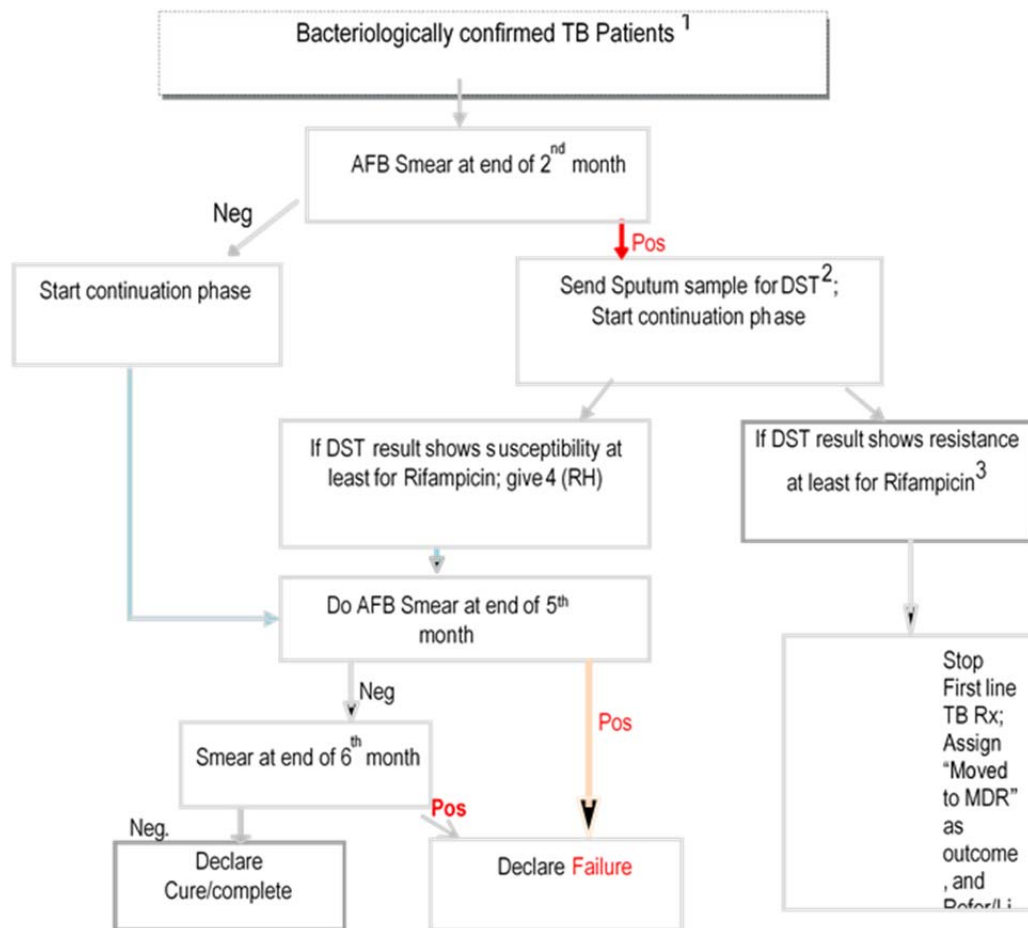 Bacteriologically confirmed TB Patients 1
AFB Smear at end of 2nd month
Neg
Pos
Start continuation phase
Send Sputum sample for DST2;
Start continuation phase
If DST result shows susceptibility at
least for Rifampicin; give 4 (RH)
If DST result shows resistance
at least for Rifampicin3
Do AFB Smear at end of 5th
month
Neg
Pos
Stop
First line
TB Rx;
Assign
“Moved
to MDR”
as
outcome
, and
Smear at end of 6th month
Pos
Neg.
Declare
Cure/complete
Declare Failure